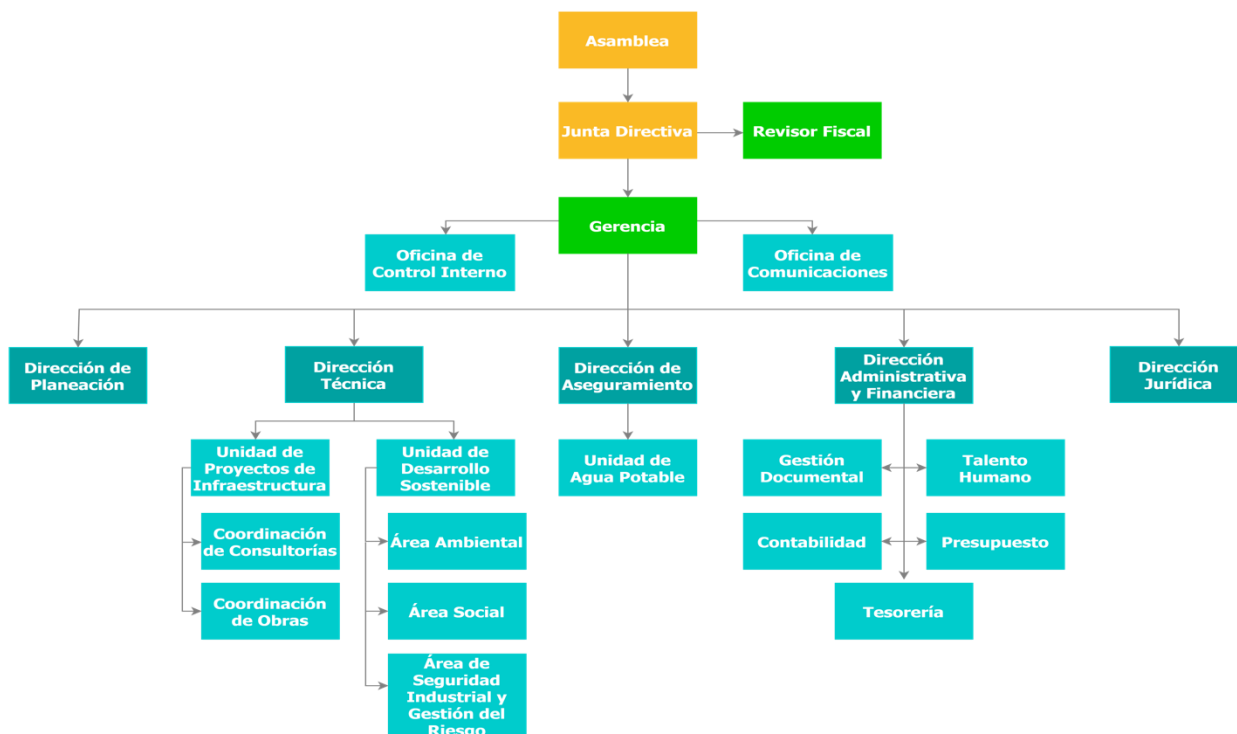 Asamblea
Junta Directiva
Revisor Fiscal
Gerencia
Oficina de
Control Interno
Oficina de
Comunicaciones
Dirección de
Planeación
Dirección
Técnica
Dirección de
Aseguramiento
Dirección
Administrativa
y Financiera
Dirección
Jurídica
Unidad de
Proyectos de
Infraestructura
Unidad de
Desarrollo
Sostenible
Unidad de
Agua Potable
Gestión
Documental
Talento
Humano
Coordinación
de Consultorías
Área Ambiental
Contabilidad
Presupuesto
Coordinación
de Obras
Área Social
Tesorería
Área de
Seguridad
Industrial y
Gestión del
Riesgo